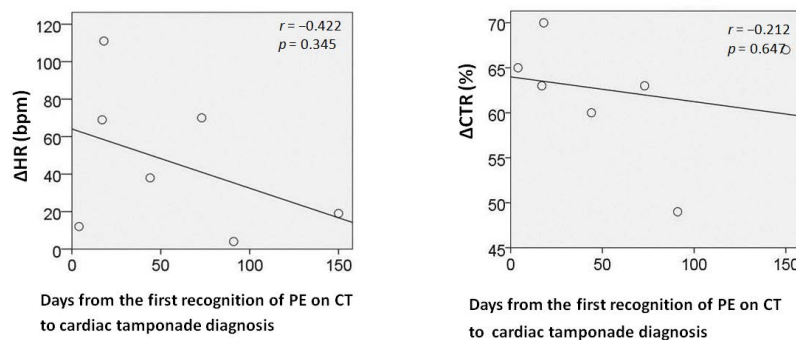 r = –0.422
p = 0.345
120
100
80
60
40
20
0
ΔHR (bpm)
0 50 100 150
Days from the first recognition of PE on CT
to cardiac tamponade diagnosis
r = –0.212
p = 0.647
70
65
60
55
50
45
ΔCTR (%)
0 50 100 150
Days from the first recognition of PE on CT
to cardiac tamponade diagnosis